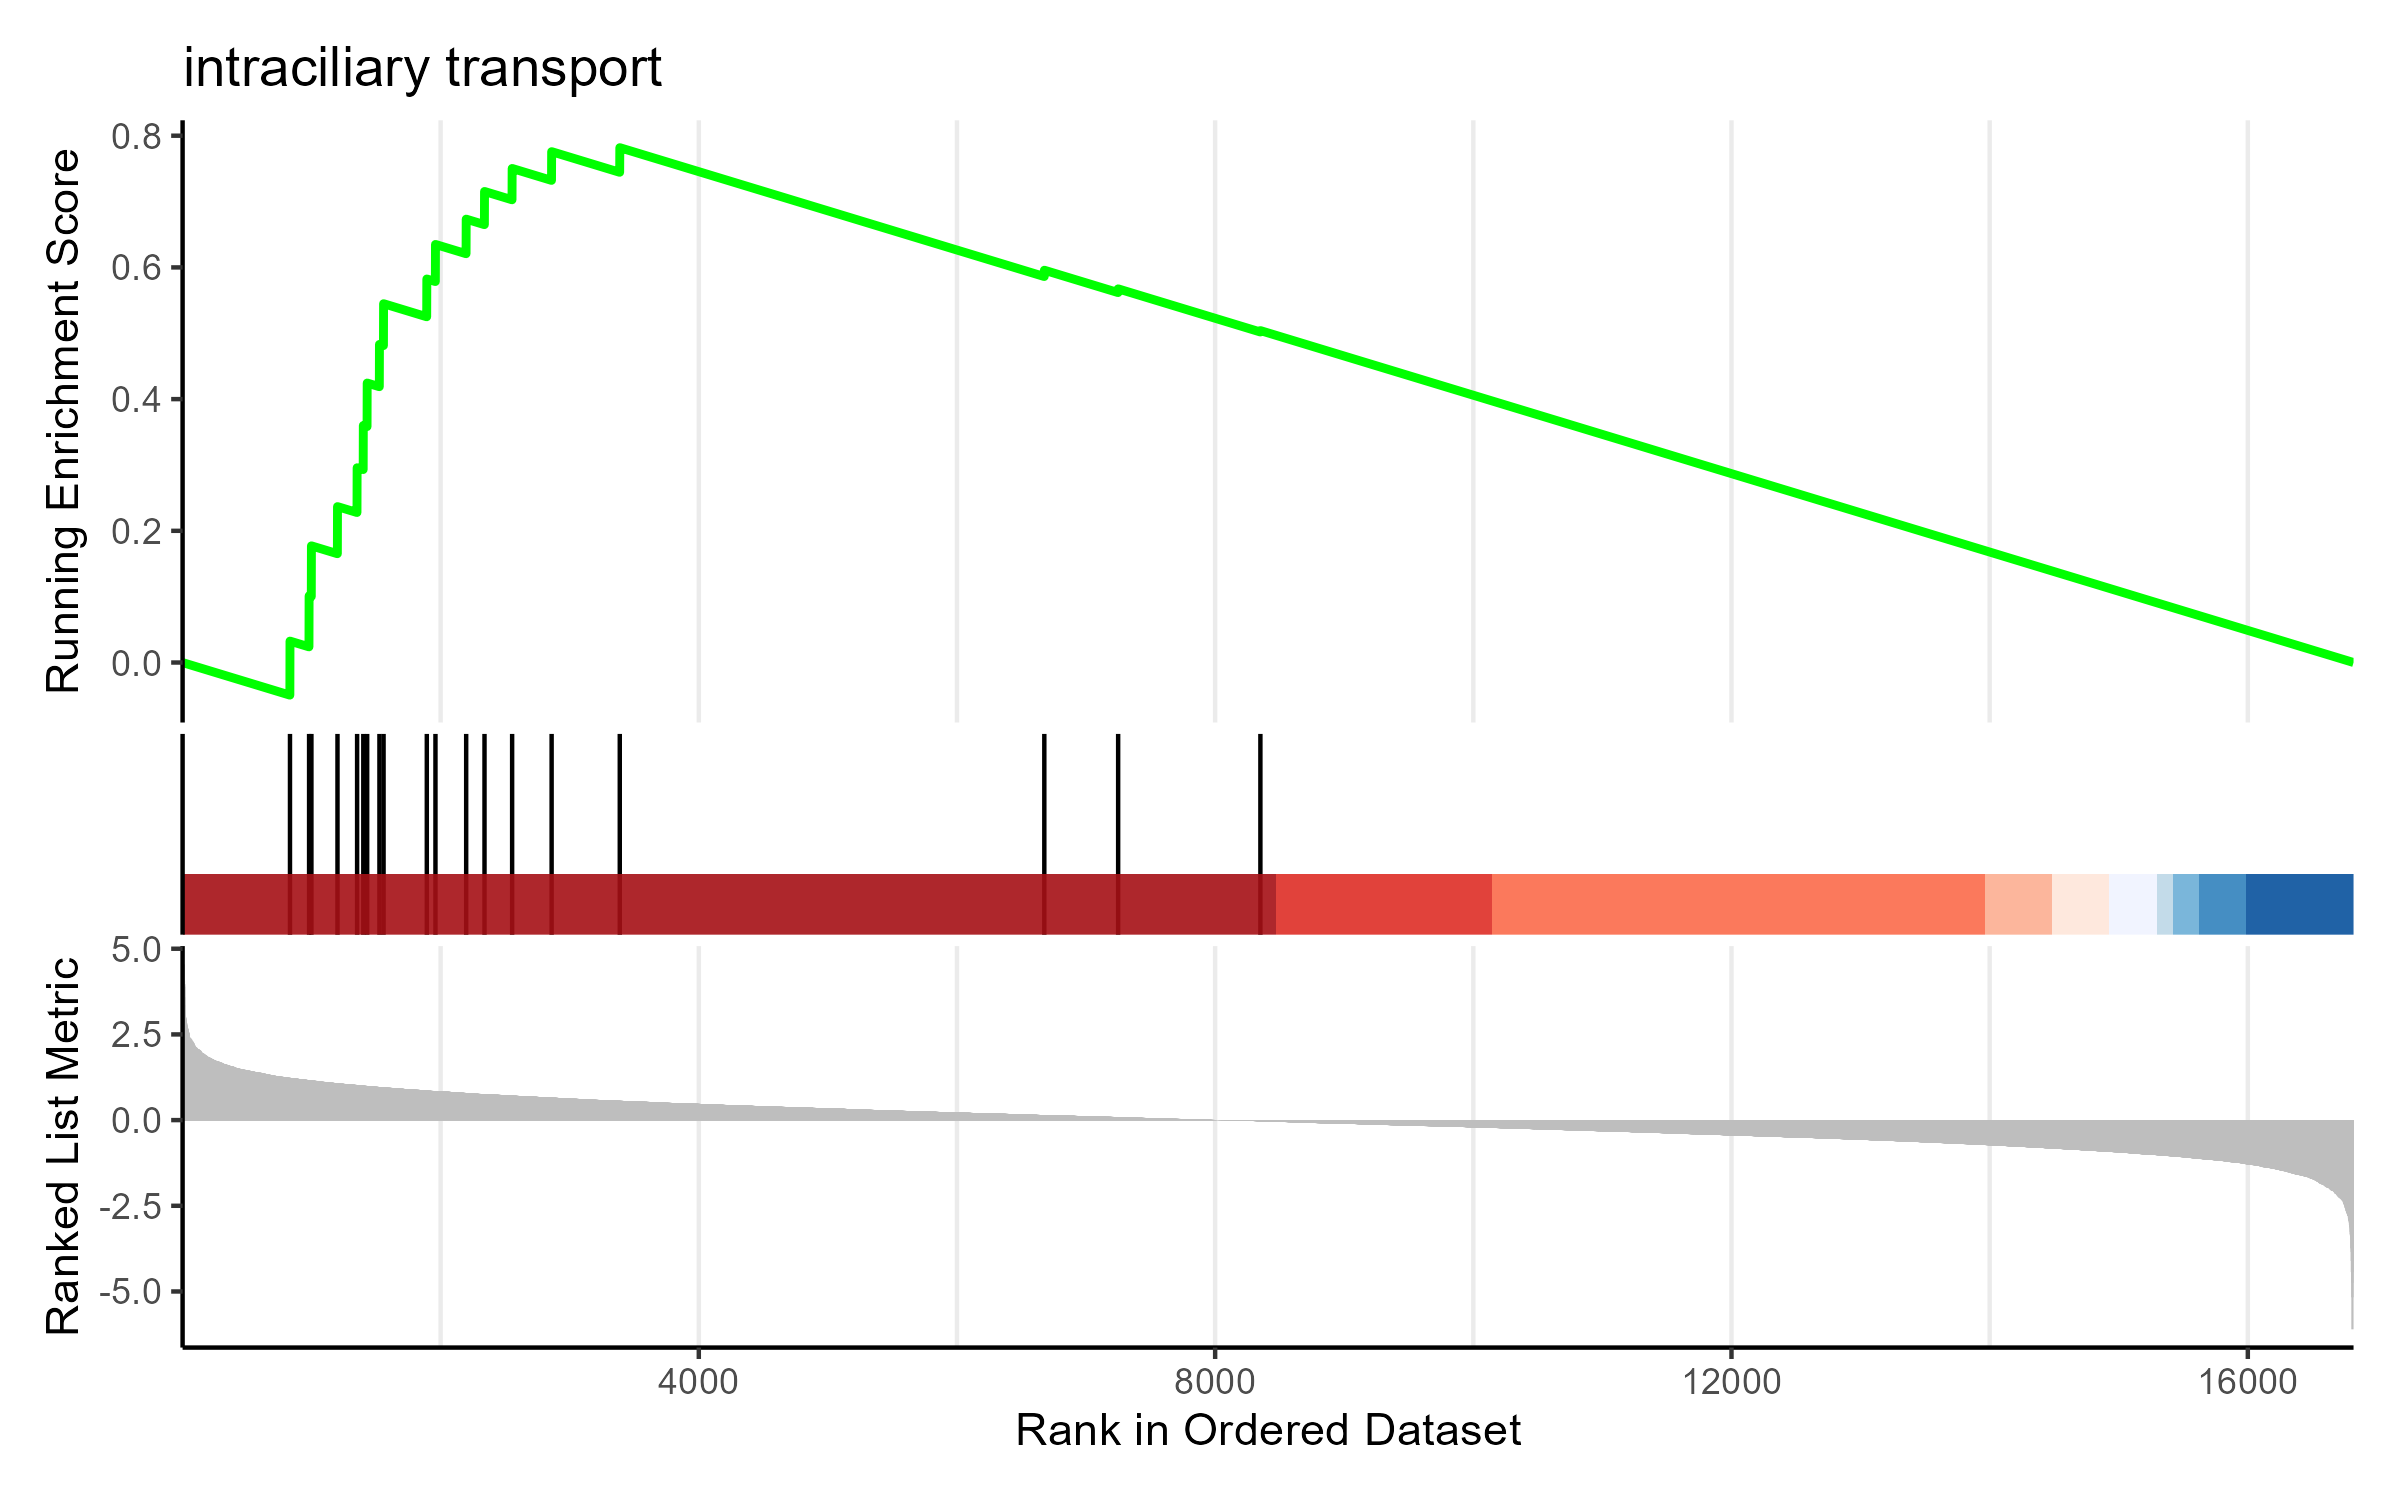 intraciliary transport
Running Enrichment Score
0.8
0.6
0.4
0.2
0.0
Ranked List Metric
5.0
2.5
0.0
-2.5
-5.0
4000 8000 12000 16000
Rank in Ordered Dataset